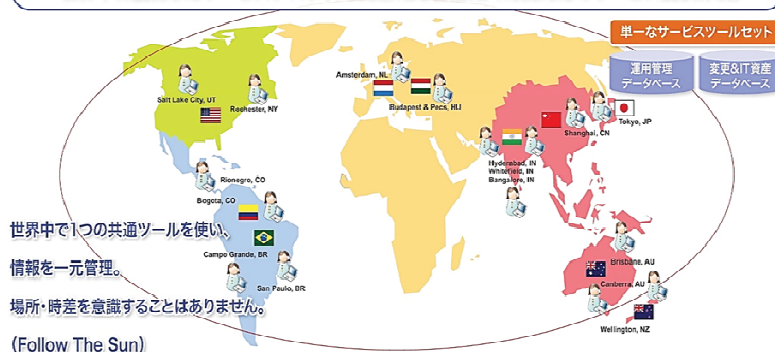 単一なサービスツールセット
運用管理
データベース
変更&IT資産
データベース
Amsterdam, NL
Salt Lake City, UT
Rochester, NY
Budapest & Pecs, HU
Tokyo, JP
Shanghai, CN
Hyderabad, IN
Whitefield, IN
Bangalore, IN
Rionegro, CO
Bogota, CO
世界中で1つの共通ツールを使い、
情報を一元管理。
場所・時差を意識することはありません。
(Follow The Sun)
Campo Grande, BR
San Paulo, BR
Brisbane, AU
Canberra, AU
Wellington, NZ